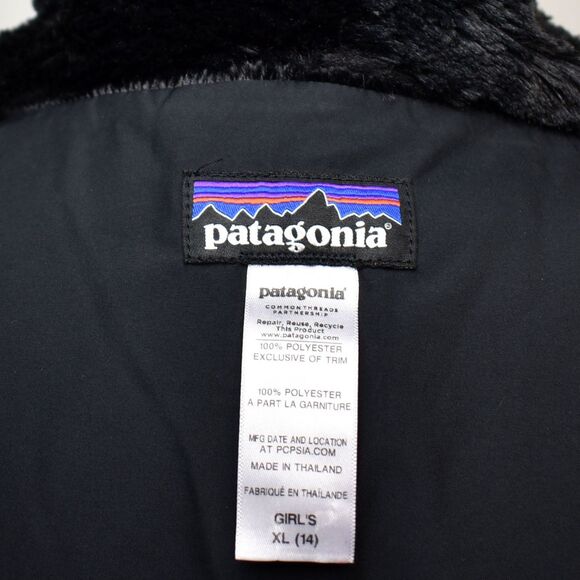 patagonia®
patagonia®
COMMONTHREADS
PARTNERSHIP
Repair, Reuse, Recycle
This Product
www.patagonia.com
100% POLYESTER
EXCLUSIVE OF TRIM
100% POLYESTER
A PART LA GARNITURE
MFG DATE AND LOCATION
AT PCPSIA.COM
MADE IN THAILAND
FABRIQUÉ EN THAÏLANDE
GIRL'S
XL (14)